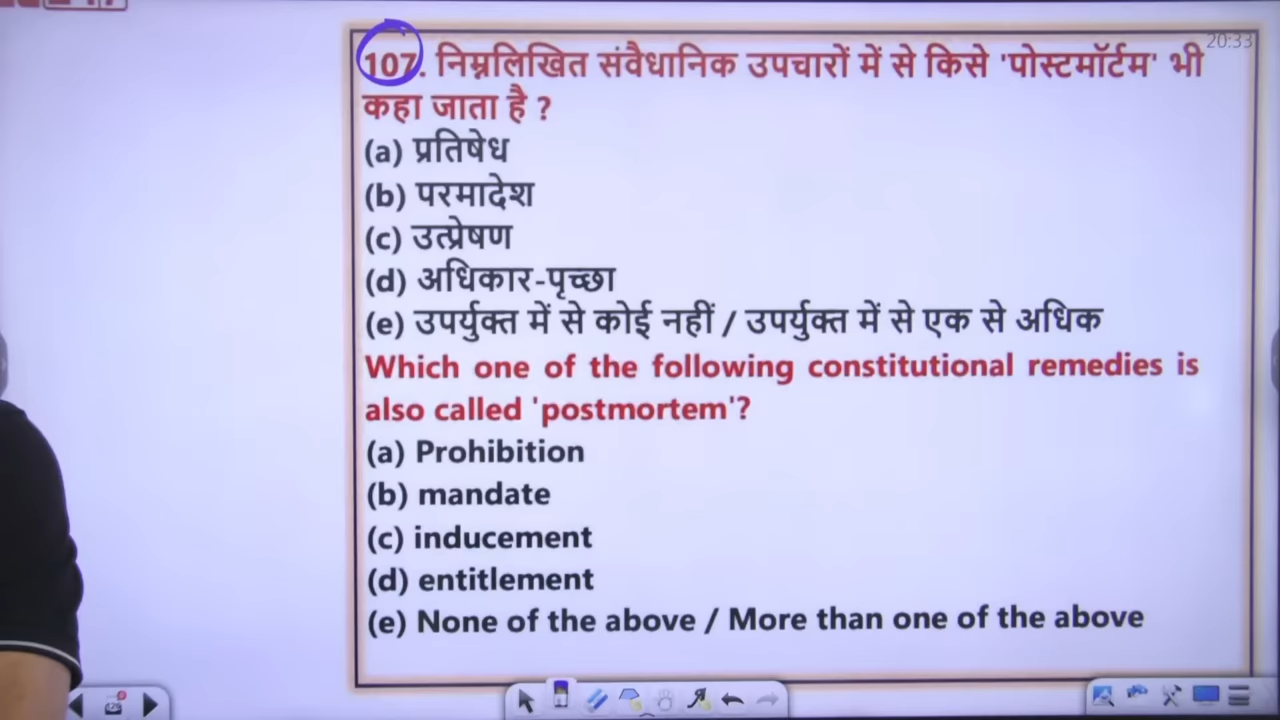 20:33
107. निम्नलिखित संवैधानिक उपचारों में से किसे 'पोस्टमॉर्टम' भी
कहा जाता है ?
(a) प्रतिषेध
(b) परमादेश
(c) उत्प्रेषण
(d) अधिकार-पृच्छा
(e) उपर्युक्त में से कोई नहीं / उपर्युक्त में से एक से अधिक
Which one of the following constitutional remedies is
also called 'postmortem'?
(a) Prohibition
(b) mandate
(c) inducement
(d) entitlement
(e) None of the above / More than one of the above